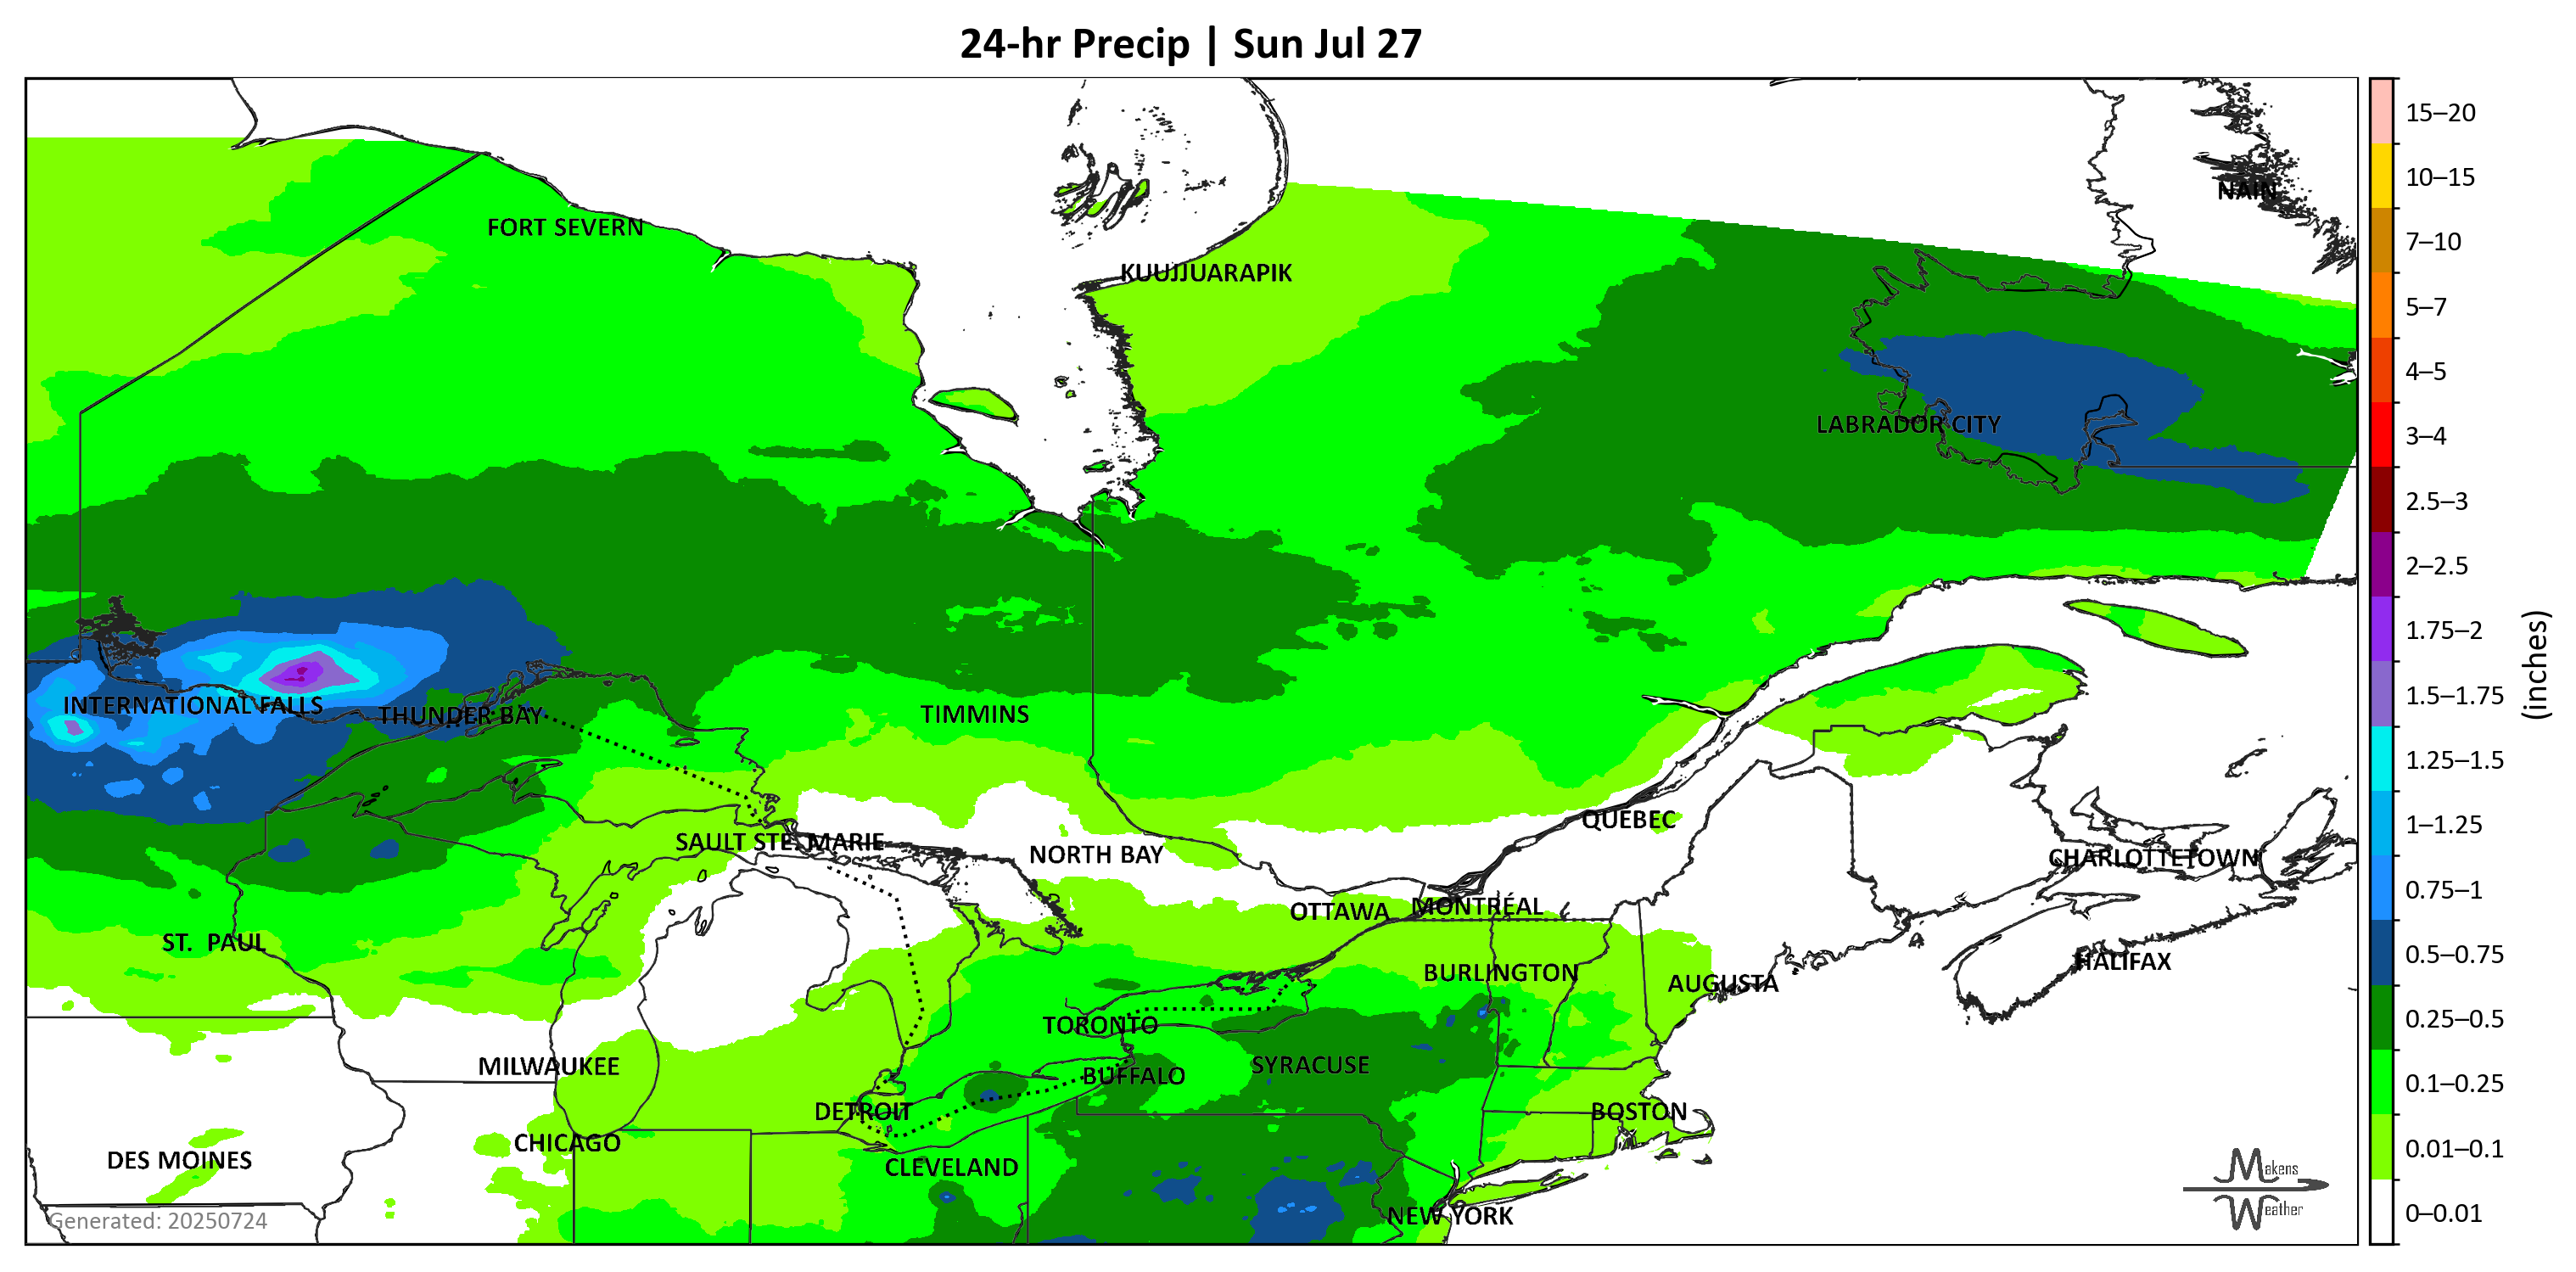 24-hr Precip | Sun Jul 27
NAIN
FORT SEVERN
KUUJJUARAPIK
LABRADOR CITY
INTERNATIONAL FALLS
THUNDER BAY
TIMMINS
QUEBEC
SAULT STE. MARIE
NORTH BAY
CHARLOTTETOWN
OTTAWA
MONTRÉAL
ST. PAUL
HALIFAX
BURLINGTON
AUGUSTA
TORONTO
MILWAUKEE
SYRACUSE
BUFFALO
DETROIT
BOSTON
CHICAGO
DES MOINES
CLEVELAND
NEW YORK
Generated: 20250724
Makens
Weather
15–20
10–15
7–10
5–7
4–5
3–4
2.5–3
2–2.5
1.75–2
1.5–1.75
1.25–1.5
1–1.25
0.75–1
0.5–0.75
0.25–0.5
0.1–0.25
0.01–0.1
0–0.01
(inches)